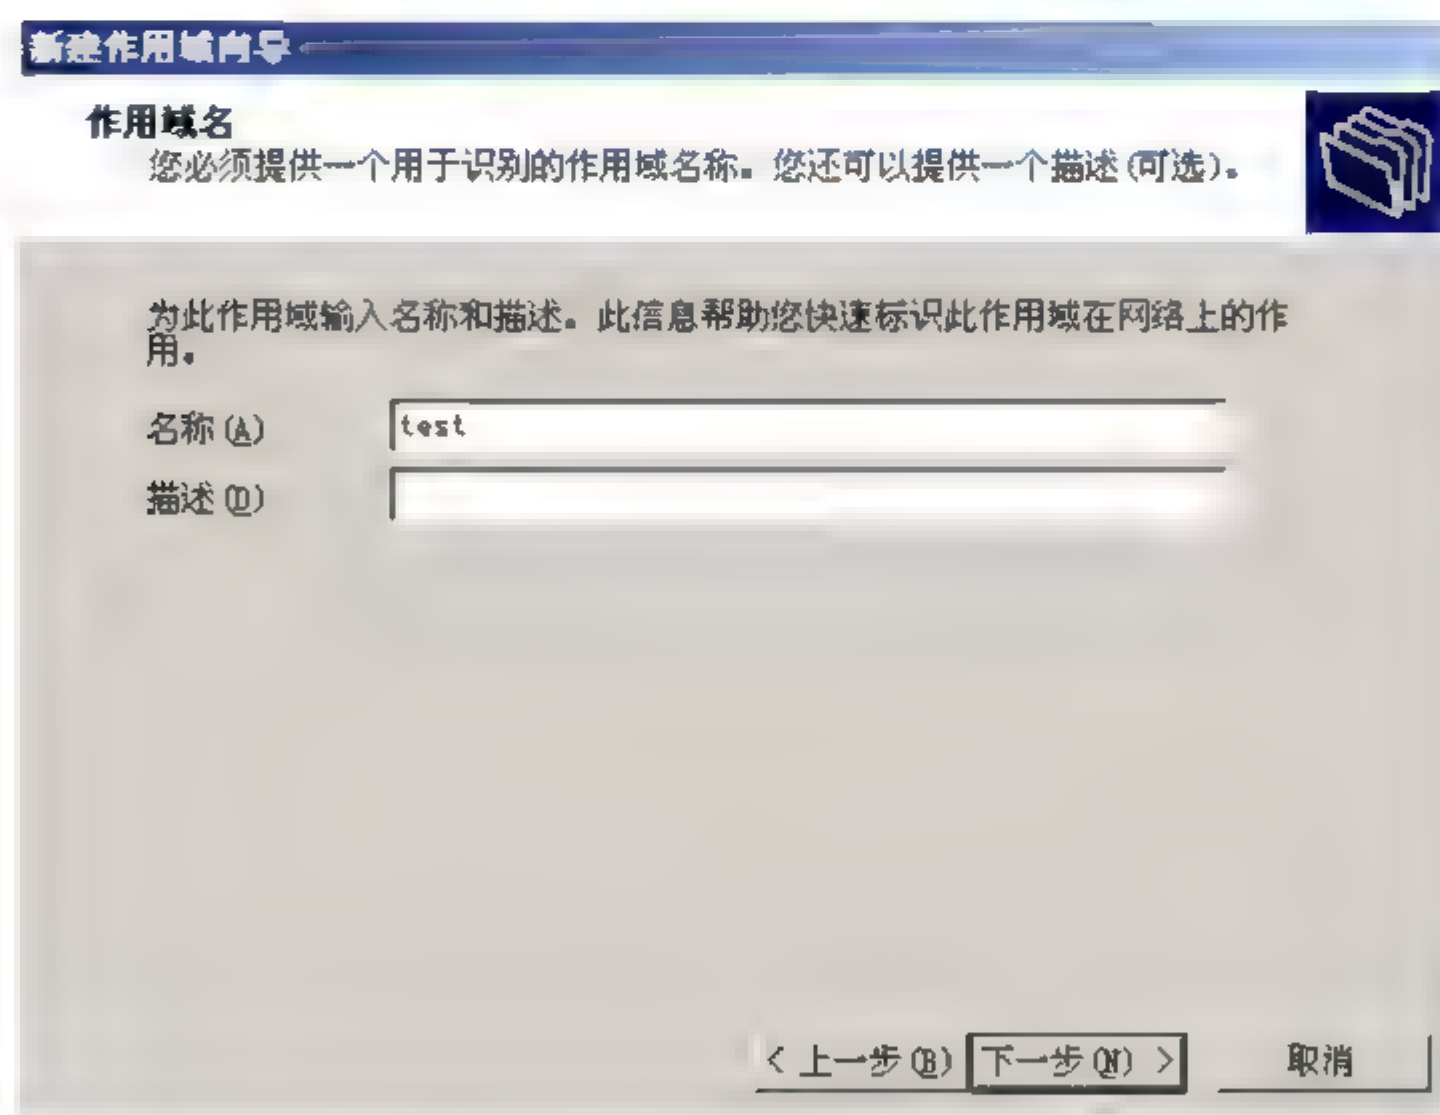 新建作用域向导
作用域名
您必须提供一个用于识别的作用域名称。您还可以提供一个描述(可选)。
为此作用域输入名称和描述。此信息帮助您快速标识此作用域在网络上的作
用。
名称(A)
test
描述(D)
< 上一步(B) 下一步(N) > 取消